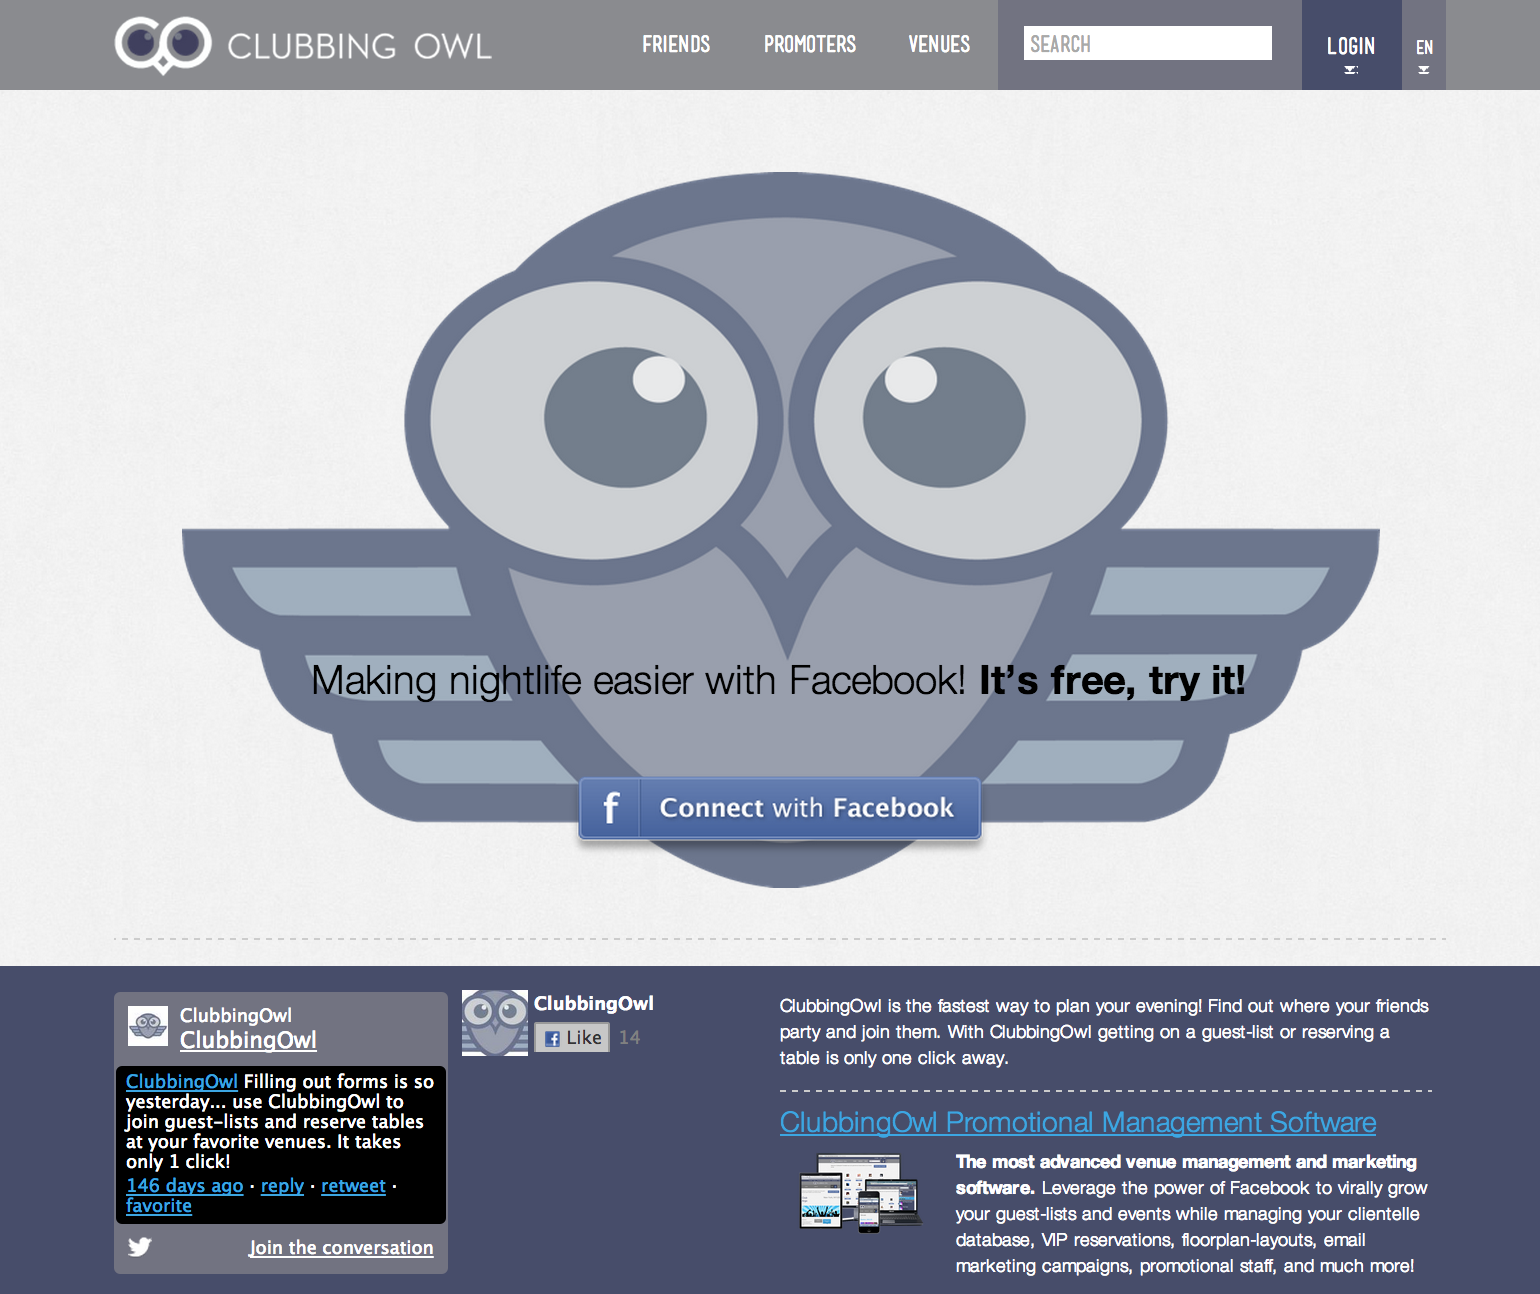 CLUBBING OWL
FRIENDS
PROMOTERS
VENUES
SEARCH
LOGIN
EN
Making nightlife easier with Facebook! It's free, try it!
f Connect with Facebook
ClubbingOwl
ClubbingOwl
ClubbingOwl Filling out forms is so
yesterday... use ClubbingOwl to
join guest-lists and reserve tables
at your favorite venues. It takes
only 1 click!
146 days ago · reply · retweet ·
favorite
Join the conversation
ClubbingOwl
f Like 14
ClubbingOwl is the fastest way to plan your evening! Find out where your friends
party and join them. With ClubbingOwl getting on a guest-list or reserving a
table is only one click away.
ClubbingOwl Promotional Management Software
The most advanced venue management and marketing
software. Leverage the power of Facebook to virally grow
your guest-lists and events while managing your clientelle
database, VIP reservations, floorplan-layouts, email
marketing campaigns, promotional staff, and much more!